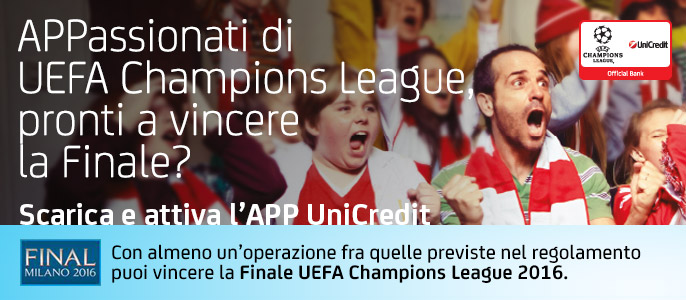 APPassionati di
UEFA Champions League,
pronti a vincere
la Finale?
Scarica e attiva l'APP UniCredit
UEFA
CHAMPIONS
LEAGUE
UniCredit
Official Bank
FINAL
MILANO 2016
Con almeno un'operazione fra quelle previste nel regolamento
puoi vincere la Finale UEFA Champions League 2016.